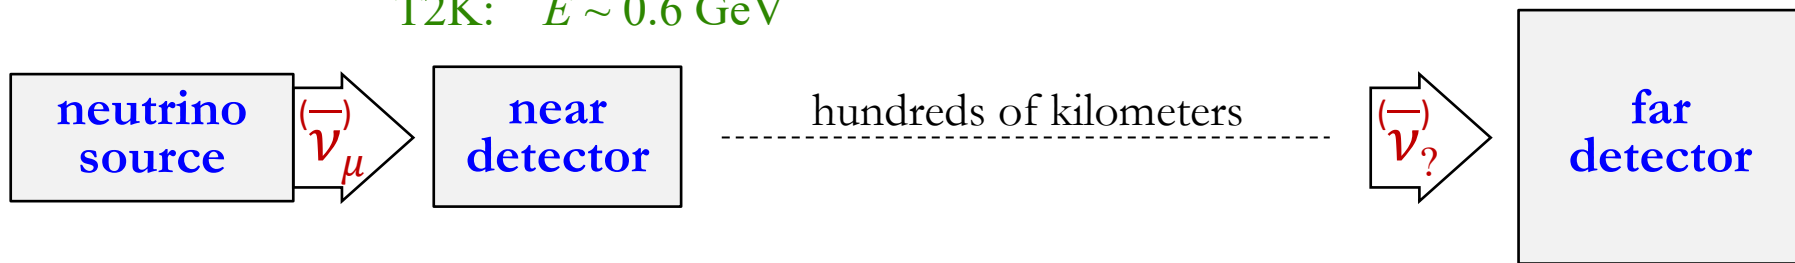 T2K: E ~ 0.6 GeV
neutrino
source
(ν̅)μ
near
detector
hundreds of kilometers
(ν̅)?
far
detector